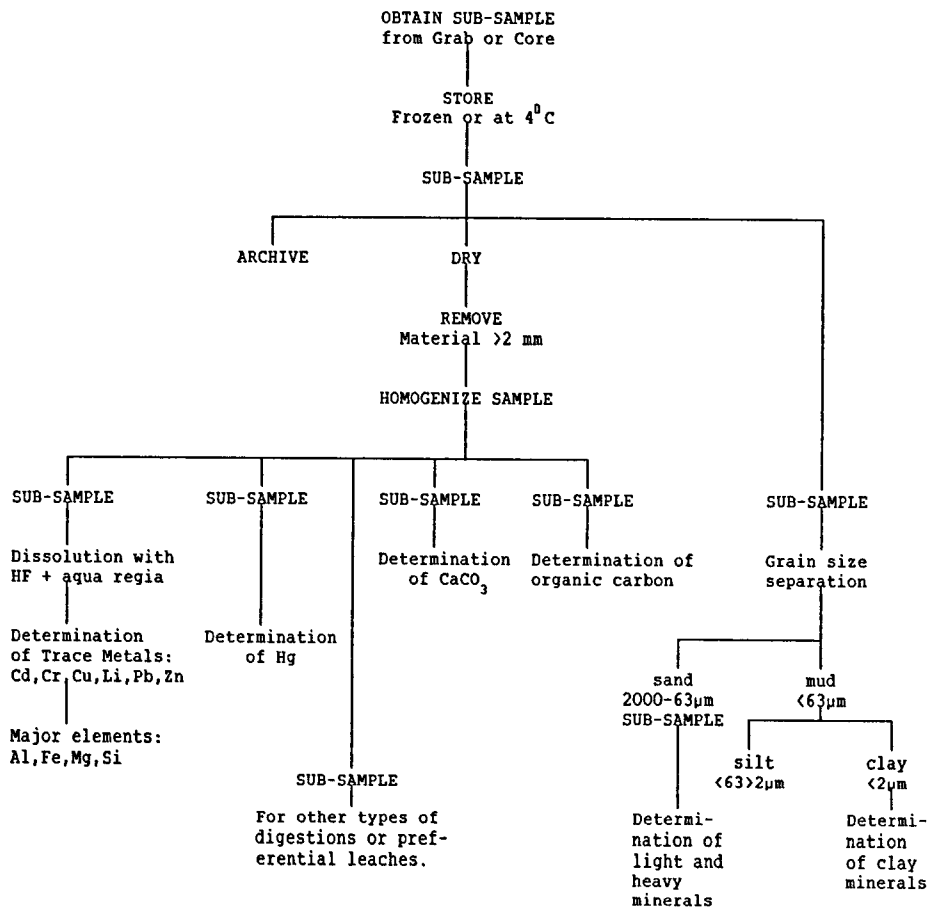 OBTAIN SUB-SAMPLE
from Grab or Core
STORE
Frozen or at 4⁰C
SUB-SAMPLE
ARCHIVE
DRY
REMOVE
Material >2 mm
HOMOGENIZE SAMPLE
SUB-SAMPLE
Dissolution with
HF + aqua regia
Determination
of Trace Metals:
Cd,Cr,Cu,Li,Pb,Zn
Major elements:
Al,Fe,Mg,Si
SUB-SAMPLE
Determination
of Hg
SUB-SAMPLE
For other types of
digestions or pref-
erential leaches.
SUB-SAMPLE
Determination
of CaCO₃
SUB-SAMPLE
Determination of
organic carbon
SUB-SAMPLE
Grain size
separation
sand
2000-63µm
SUB-SAMPLE
Determi-
nation of
light and
heavy
minerals
mud
<63µm
silt
<63>2µm
clay
<2µm
Determi-
nation
of clay
minerals